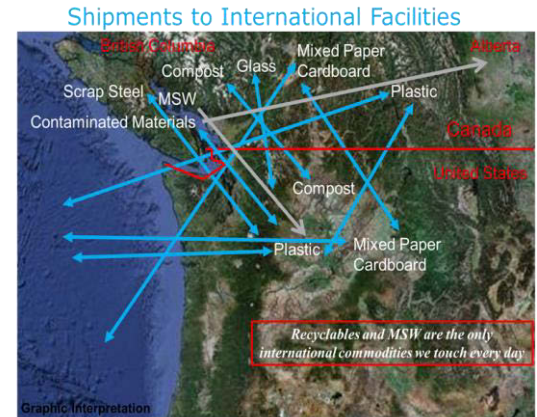 Shipments to International Facilities
British Columbia
Alberta
Mixed Paper
Cardboard
Compost
Glass
Scrap Steel
MSW
Plastic
Contaminated Materials
Canada
United States
Compost
Plastic
Mixed Paper
Cardboard
Recyclables and MSW are the only
international commodities we touch every day
Graphic Interpretation